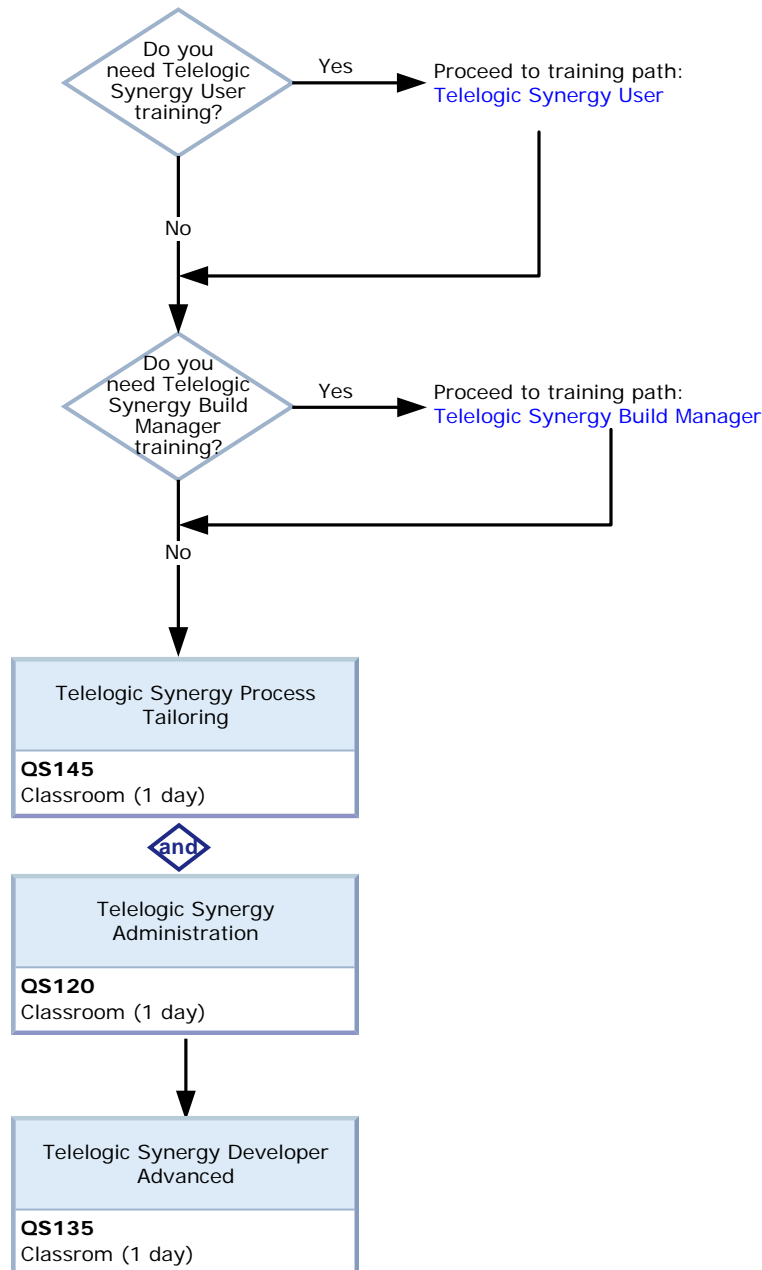 Do you
need Telelogic
Synergy User
training?
Yes
Proceed to training path:
Telelogic Synergy User
No
Do you
need Telelogic
Synergy Build
Manager
training?
Yes
Proceed to training path:
Telelogic Synergy Build Manager
No
Telelogic Synergy Process
Tailoring
QS145
Classroom (1 day)
and
Telelogic Synergy
Administration
QS120
Classroom (1 day)
Telelogic Synergy Developer
Advanced
QS135
Classrom (1 day)